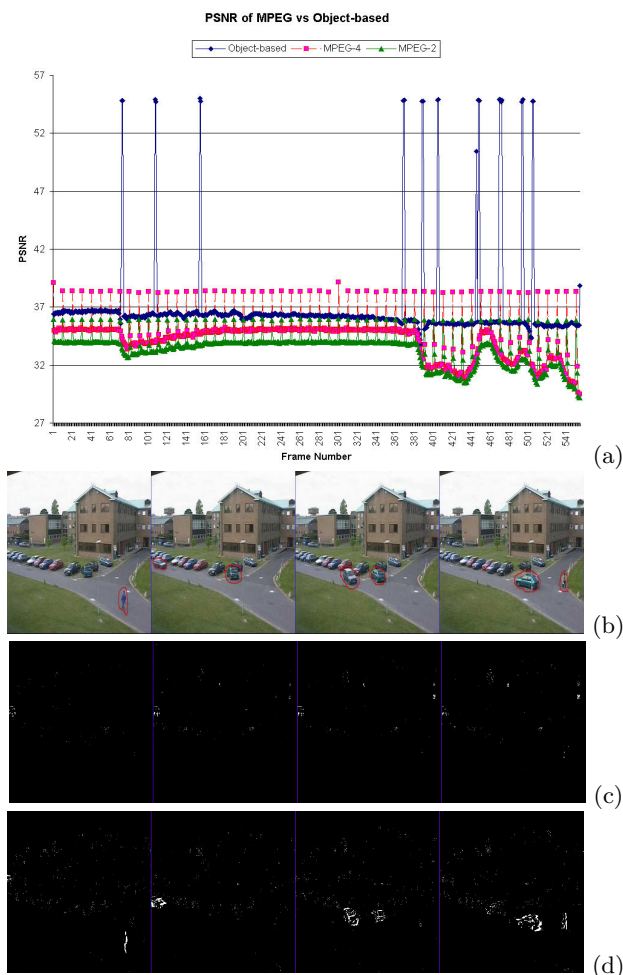 PSNR of MPEG vs Object-based
Object-based MPEG-4 MPEG-2
57
52
47
42
37
32
27
PSNR
1 21 41 61 81 101 121 141 161 181 201 221 241 261 281 301 321 341 361 381 401 421 441 461 481 501 521 541
Frame Number
(a)
(b)
(c)
(d)